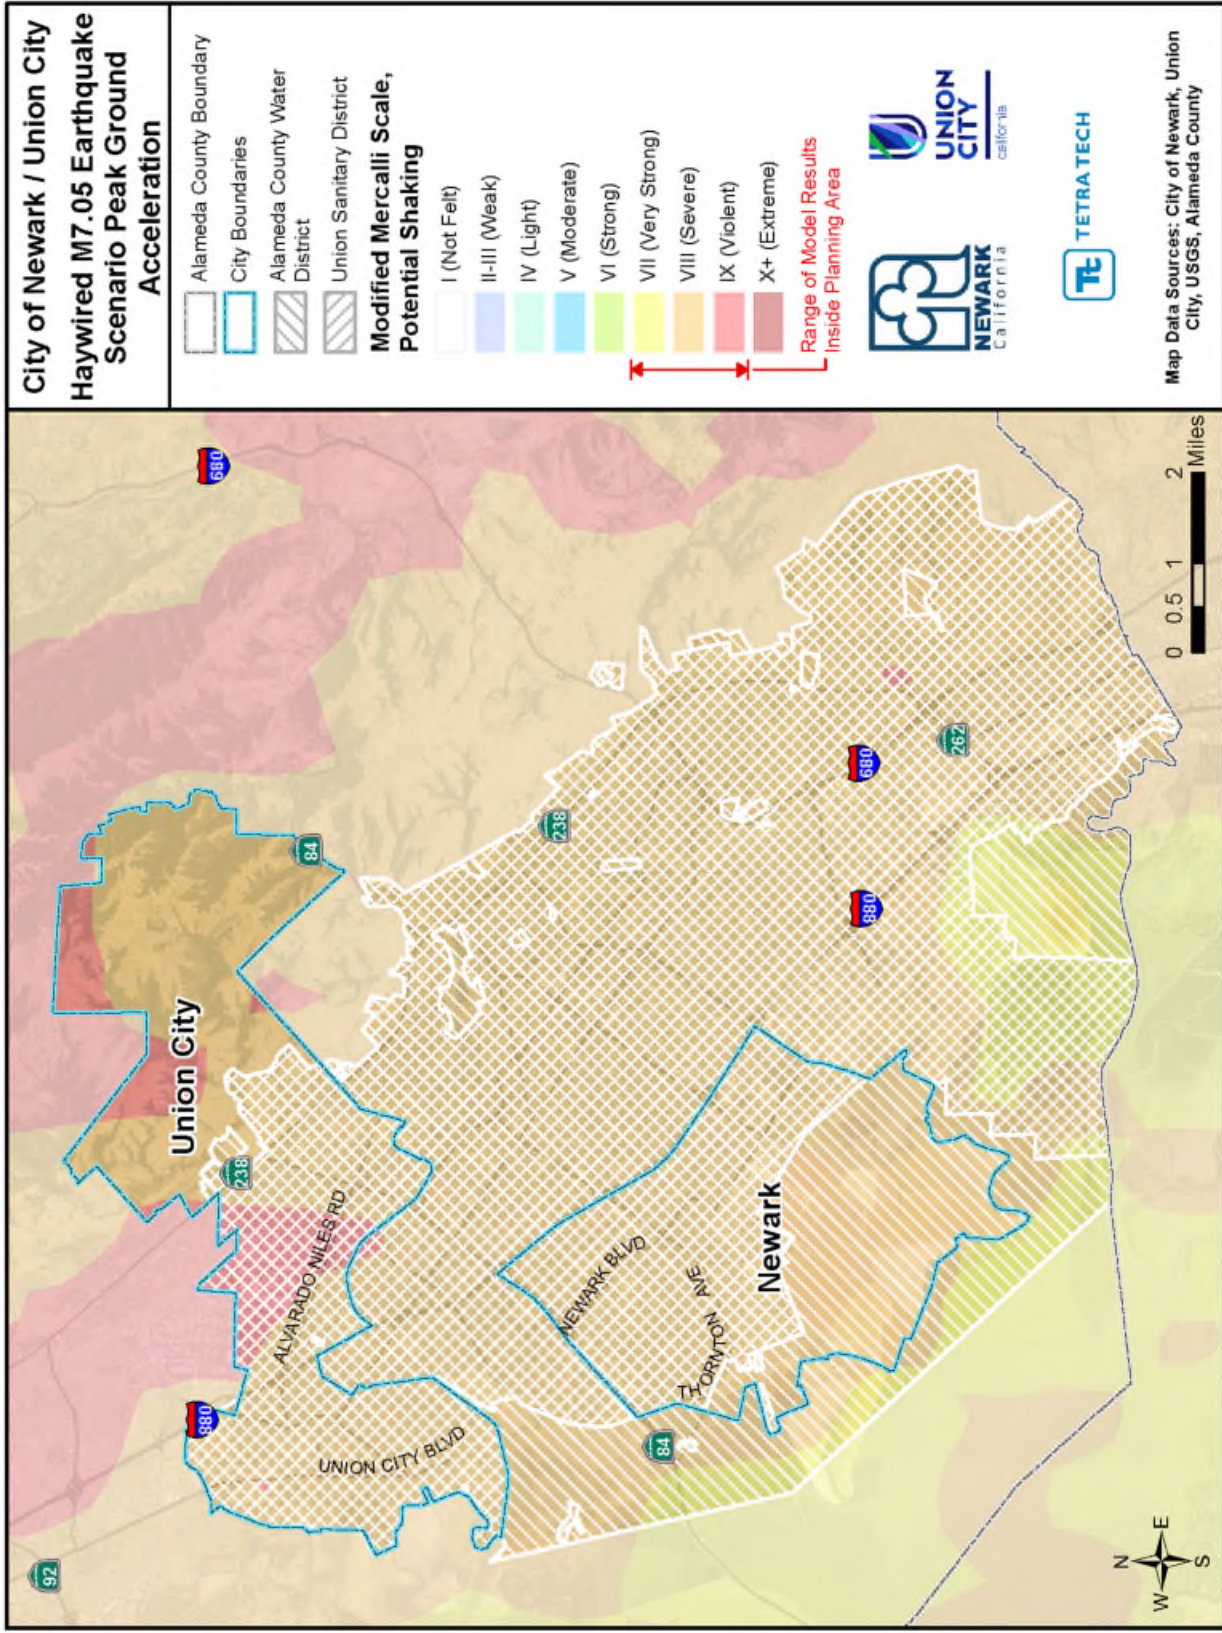 City of Newark / Union City
Haywired M7.05 Earthquake
Scenario Peak Ground
Acceleration
Alameda County Boundary
City Boundaries
Alameda County Water
District
Union Sanitary District
Modified Mercalli Scale,
Potential Shaking
I (Not Felt)
II-III (Weak)
IV (Light)
V (Moderate)
VI (Strong)
VII (Very Strong)
VIII (Severe)
IX (Violent)
X+ (Extreme)
Range of Model Results
Inside Planning Area
NEWARK
California
UNION
CITY
california
Tt
TETRA TECH
Map Data Sources: City of Newark, Union
City, USGS, Alameda County
92
880
680
238
84
Union City
ALVARADO NILES RD
UNION CITY BLVD
238
NEWARK BLVD
THORNTON AVE
84
Newark
880
680
262
0 0.5 1 2
Miles
N
W E
S